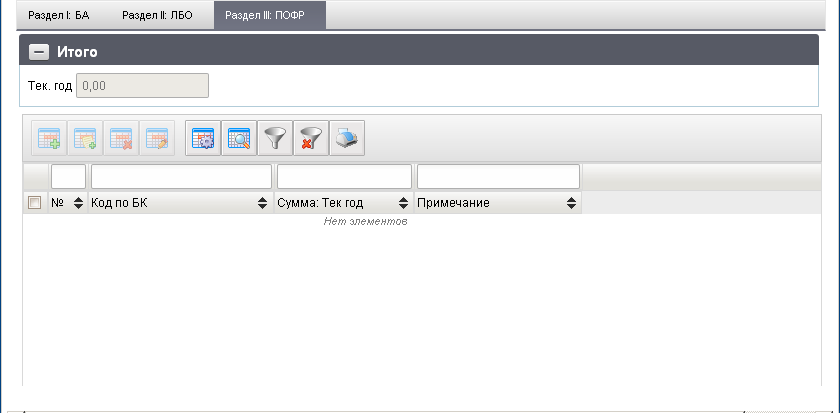 Раздел I: БА Раздел II: ЛБО Раздел III: ПОФР
Итого
Тек. год 0,00
№ Код по БК Сумма: Тек год Примечание
Нет элементов